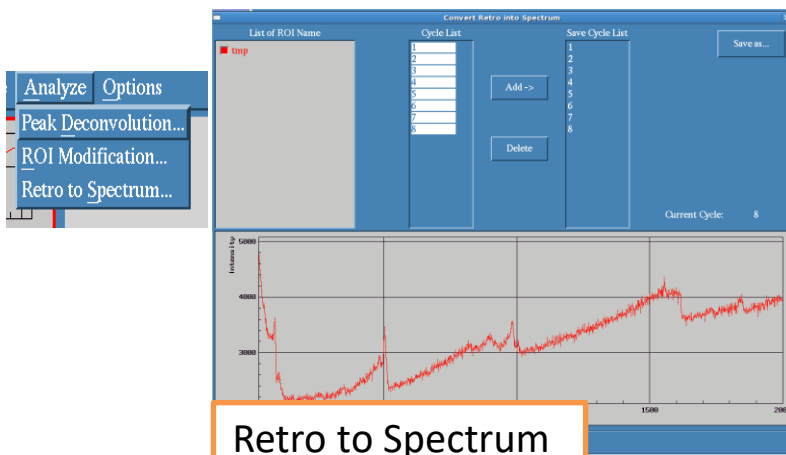 Analyze Options
Peak Deconvolution...
ROI Modification...
Retro to Spectrum...
Convert Retro into Spectrum
List of ROI Name
tmp
Cycle List
1
2
3
4
5
6
7
8
Add ->
Delete
Save Cycle List
1
2
3
4
5
6
7
8
Save as...
Current Cycle: 8
Intensity
5000
4000
3000
1500
200
Retro to Spectrum